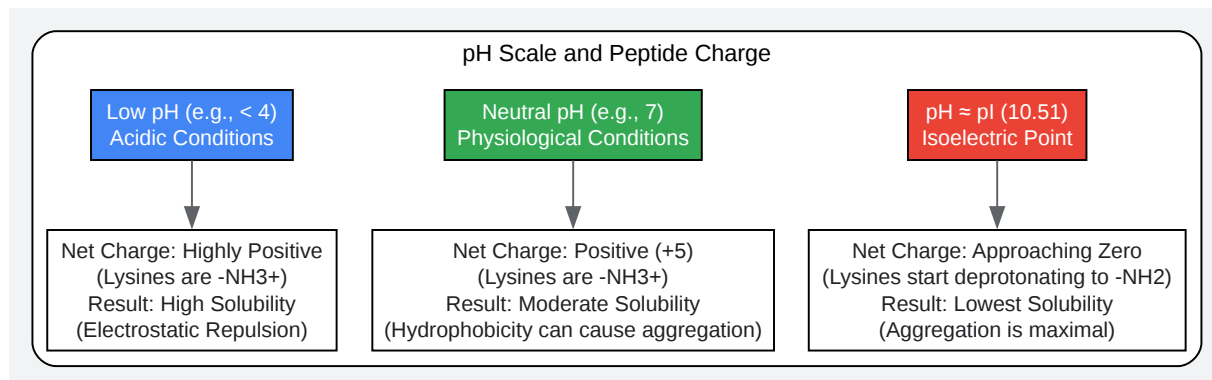 pH Scale and Peptide Charge
Low pH (e.g., < 4)
Acidic Conditions
Neutral pH (e.g., 7)
Physiological Conditions
pH ≈ pI (10.51)
Isoelectric Point
Net Charge: Highly Positive
(Lysines are -NH3+)
Result: High Solubility
(Electrostatic Repulsion)
Net Charge: Positive (+5)
(Lysines are -NH3+)
Result: Moderate Solubility
(Hydrophobicity can cause aggregation)
Net Charge: Approaching Zero
(Lysines start deprotonating to -NH2)
Result: Lowest Solubility
(Aggregation is maximal)